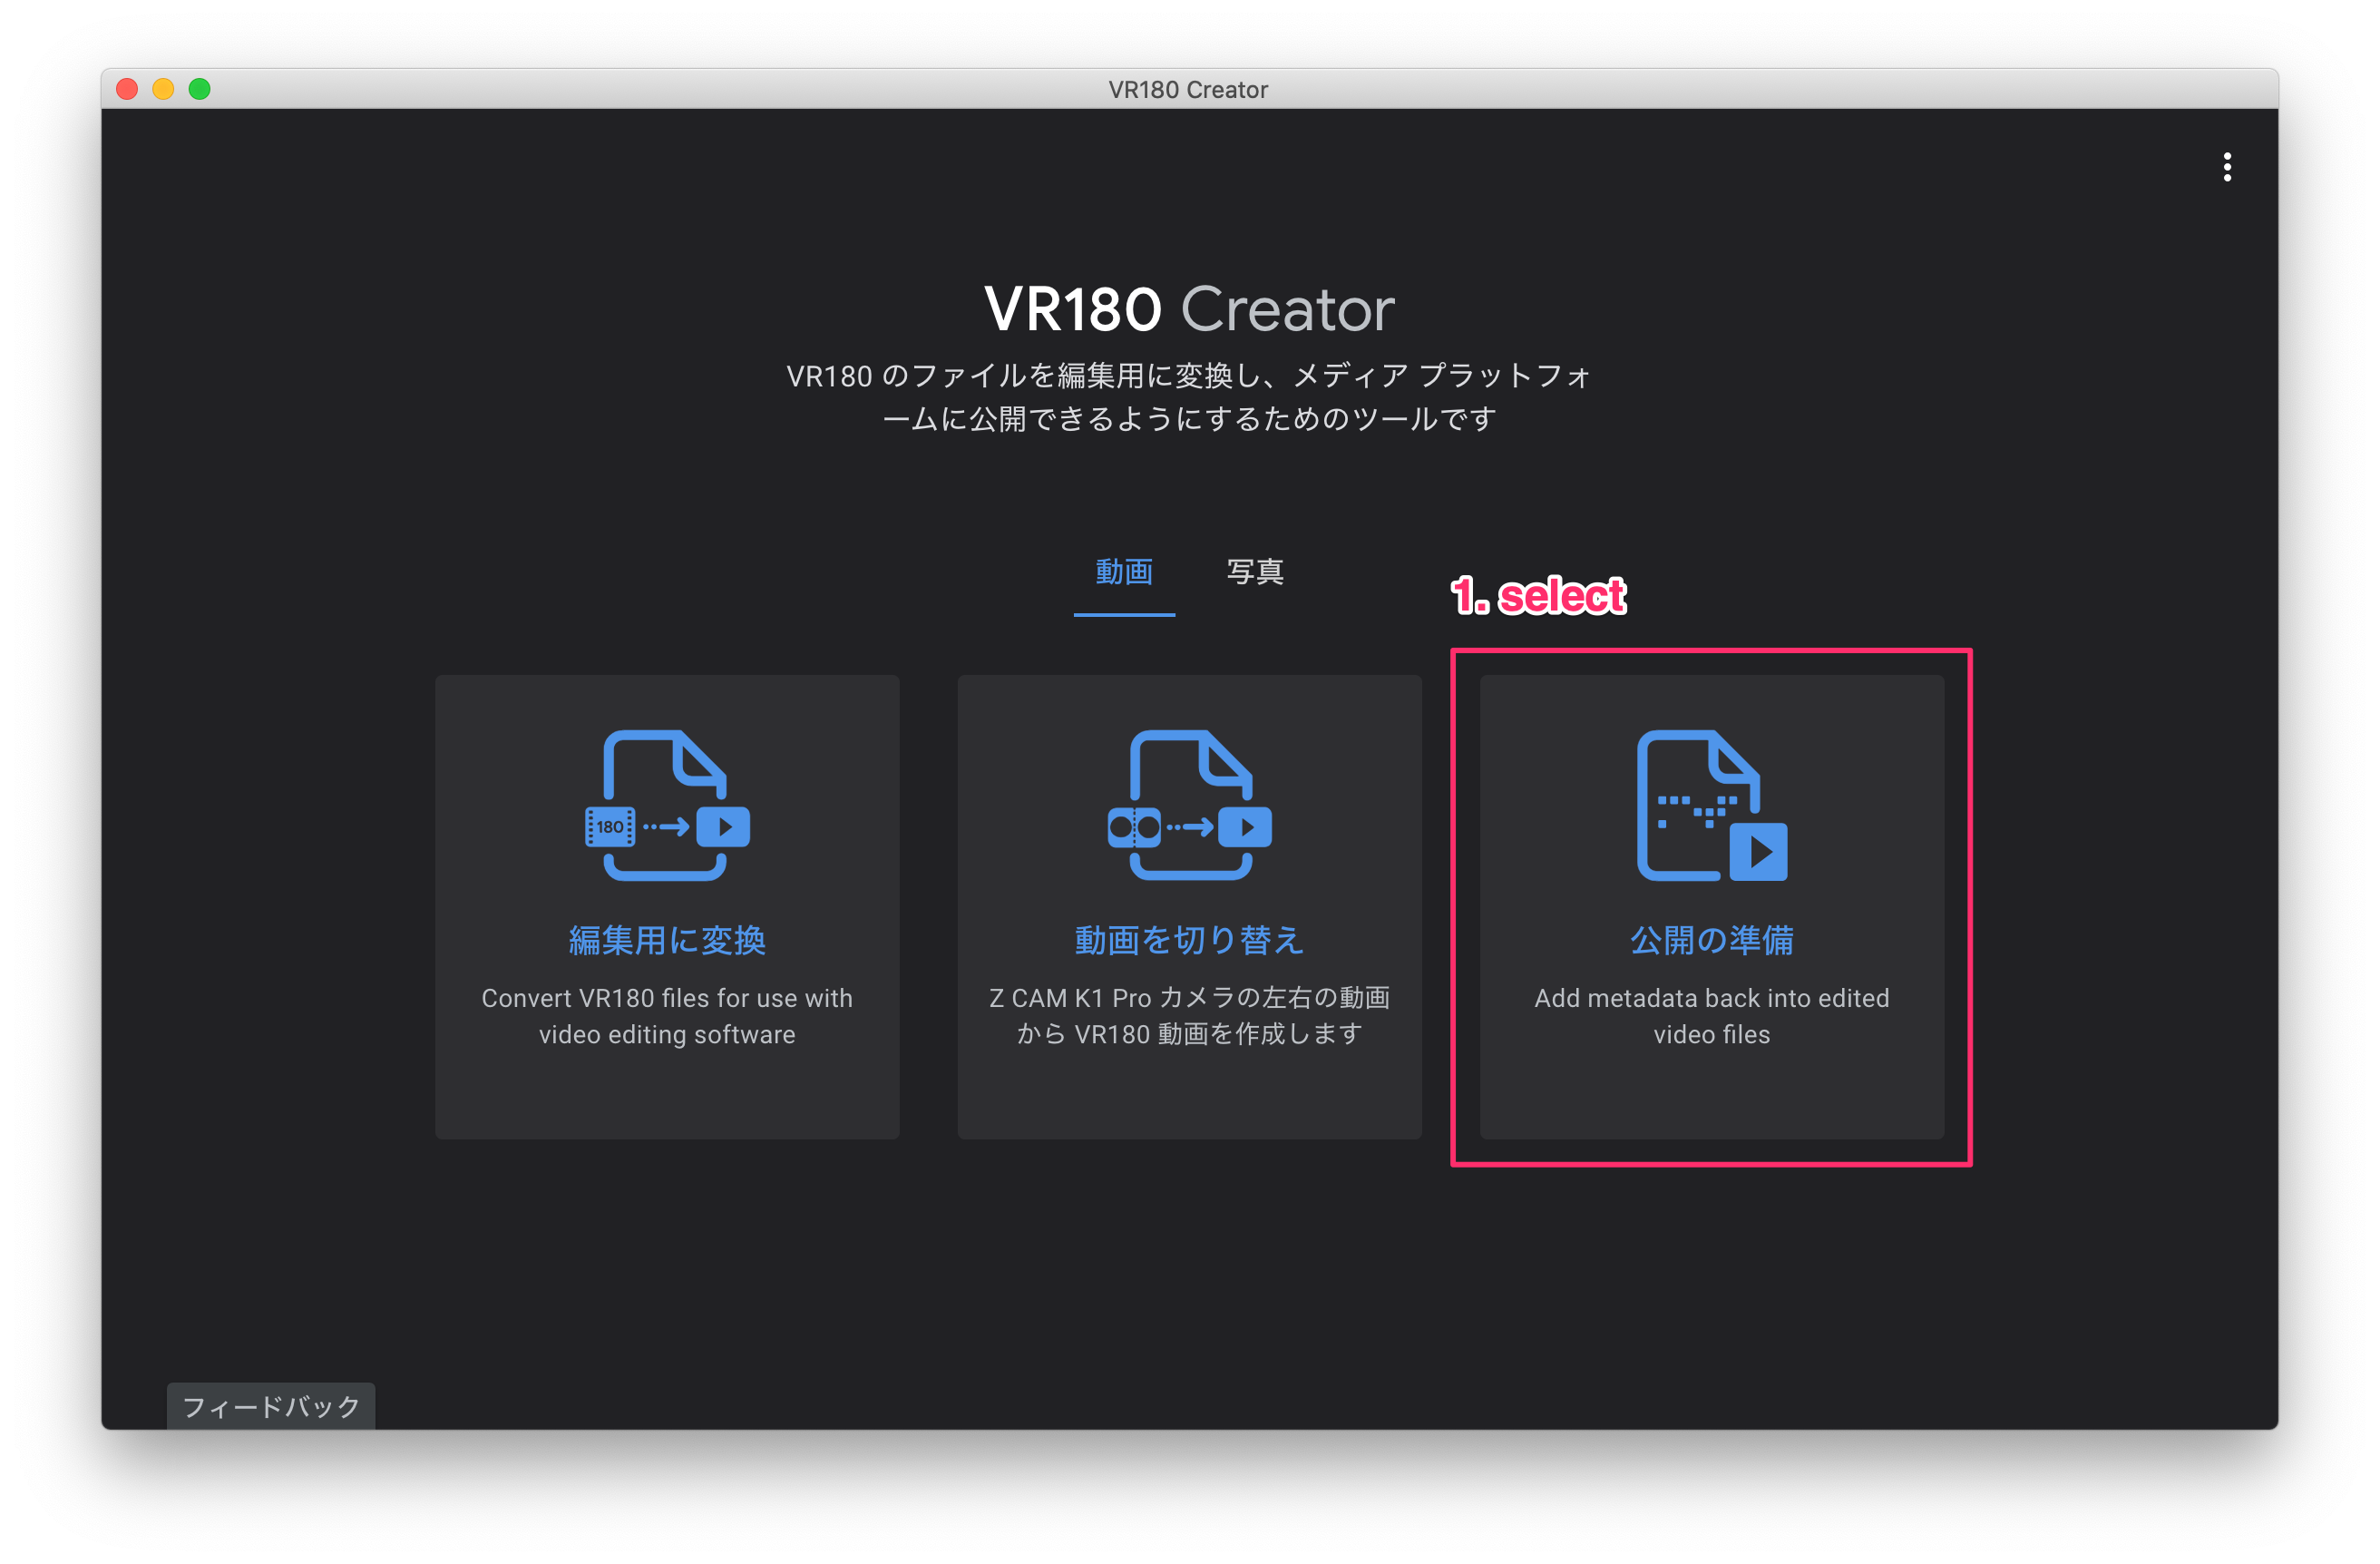 VR180 Creator
VR180 Creator
VR180 のファイルを編集用に変換し、メディア プラットフォ
ームに公開できるようにするためのツールです
動画 写真
1. select
180
編集用に変換
Convert VR180 files for use with
video editing software
動画を切り替え
Z CAM K1 Pro カメラの左右の動画
から VR180 動画を作成します
公開の準備
Add metadata back into edited
video files
フィードバック